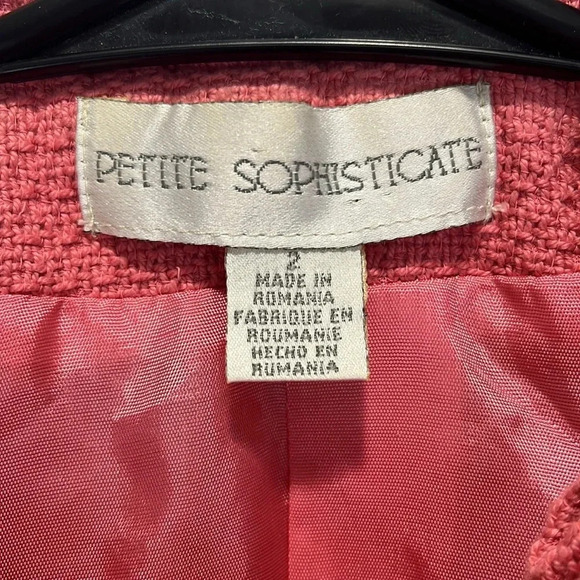 PETITE SOPHISTICATE
2
MADE IN
ROMANIA
FABRIQUE EN
ROUMANIE
HECHO EN
RUMANIA